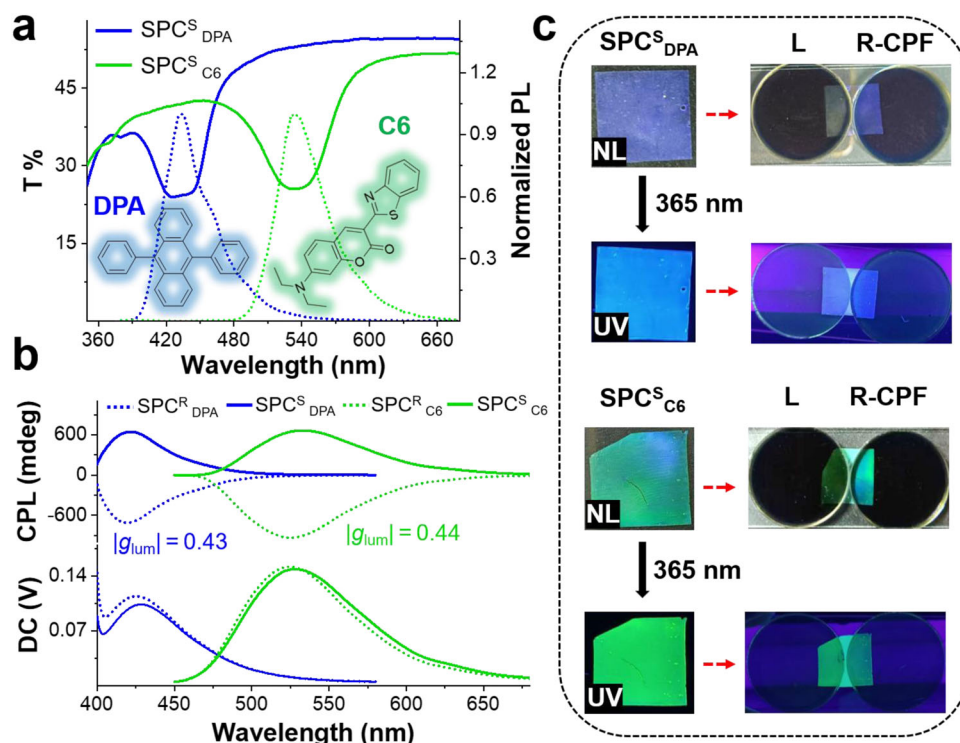 a
SPC^S_DPA
SPC^S_C6
45
30
15
T %
1.2
0.9
0.6
0.3
Normalized PL
C6
DPA
N
S
O
O
N
360 420 480 540 600 660
Wavelength (nm)
b
SPC^R_DPA SPC^S_DPA SPC^R_C6 SPC^S_C6
600
0
-600
CPL (mdeg)
|g_lum| = 0.43 |g_lum| = 0.44
0.14
0.07
DC (V)
400 450 500 550 600 650
Wavelength (nm)
c
SPC^S_DPA L R-CPF
NL
365 nm
UV
SPC^S_C6 L R-CPF
NL
365 nm
UV